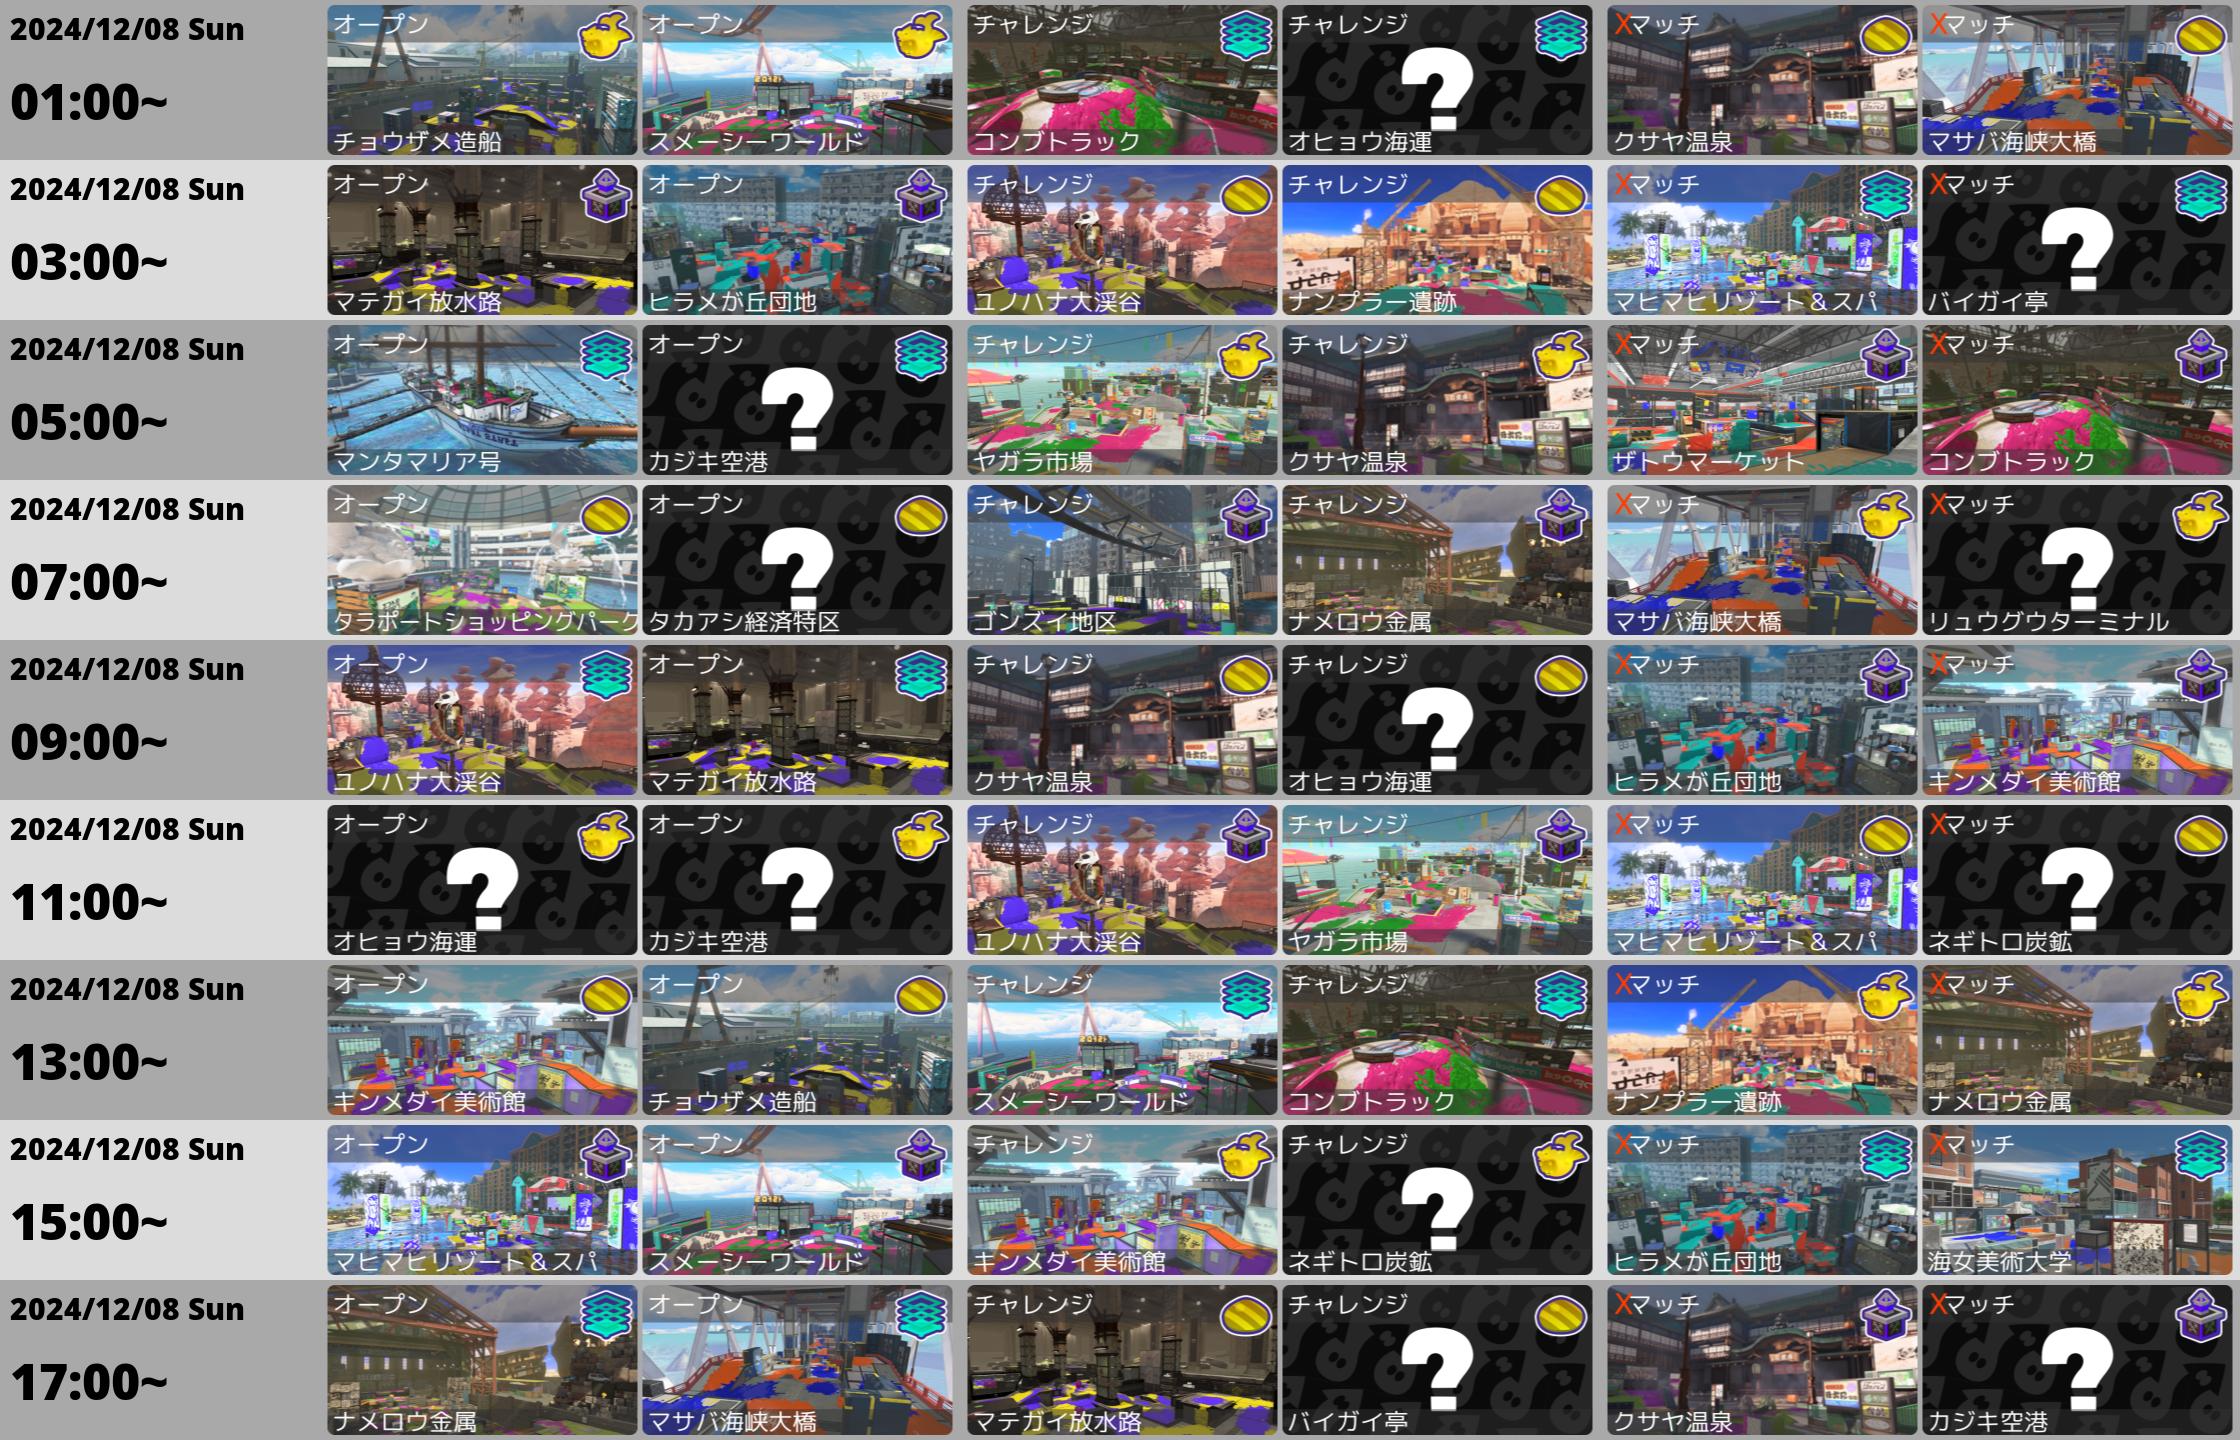 2024/12/08 Sun
01:00~
オープン
チョウザメ造船
オープン
スメーシーワールド
チャレンジ
コンブトラック
チャレンジ
?
オヒョウ海運
Xマッチ
クサヤ温泉
Xマッチ
マサバ海峡大橋
2024/12/08 Sun
03:00~
オープン
マテガイ放水路
オープン
ヒラメが丘団地
チャレンジ
ユノハナ大渓谷
チャレンジ
ナンプラー遺跡
Xマッチ
マヒマヒリゾート＆スパ
Xマッチ
?
バイガイ亭
2024/12/08 Sun
05:00~
オープン
マンタマリア号
オープン
?
カジキ空港
チャレンジ
ヤガラ市場
チャレンジ
クサヤ温泉
Xマッチ
ザトウマーケット
Xマッチ
コンブトラック
2024/12/08 Sun
07:00~
オープン
タラポートショッピングパーク
オープン
?
タカアシ経済特区
チャレンジ
ゴンズイ地区
チャレンジ
ナメロウ金属
Xマッチ
マサバ海峡大橋
Xマッチ
?
リュウグウターミナル
2024/12/08 Sun
09:00~
オープン
ユノハナ大渓谷
オープン
マテガイ放水路
チャレンジ
クサヤ温泉
チャレンジ
?
オヒョウ海運
Xマッチ
ヒラメが丘団地
Xマッチ
キンメダイ美術館
2024/12/08 Sun
11:00~
オープン
?
オヒョウ海運
オープン
?
カジキ空港
チャレンジ
ユノハナ大渓谷
チャレンジ
ヤガラ市場
Xマッチ
マヒマヒリゾート＆スパ
Xマッチ
?
ネギトロ炭鉱
2024/12/08 Sun
13:00~
オープン
キンメダイ美術館
オープン
チョウザメ造船
チャレンジ
スメーシーワールド
チャレンジ
コンブトラック
Xマッチ
ナンプラー遺跡
Xマッチ
ナメロウ金属
2024/12/08 Sun
15:00~
オープン
マヒマヒリゾート＆スパ
オープン
スメーシーワールド
チャレンジ
キンメダイ美術館
チャレンジ
?
ネギトロ炭鉱
Xマッチ
ヒラメが丘団地
Xマッチ
海女美術大学
2024/12/08 Sun
17:00~
オープン
ナメロウ金属
オープン
マサバ海峡大橋
チャレンジ
マテガイ放水路
チャレンジ
?
バイガイ亭
Xマッチ
クサヤ温泉
Xマッチ
?
カジキ空港